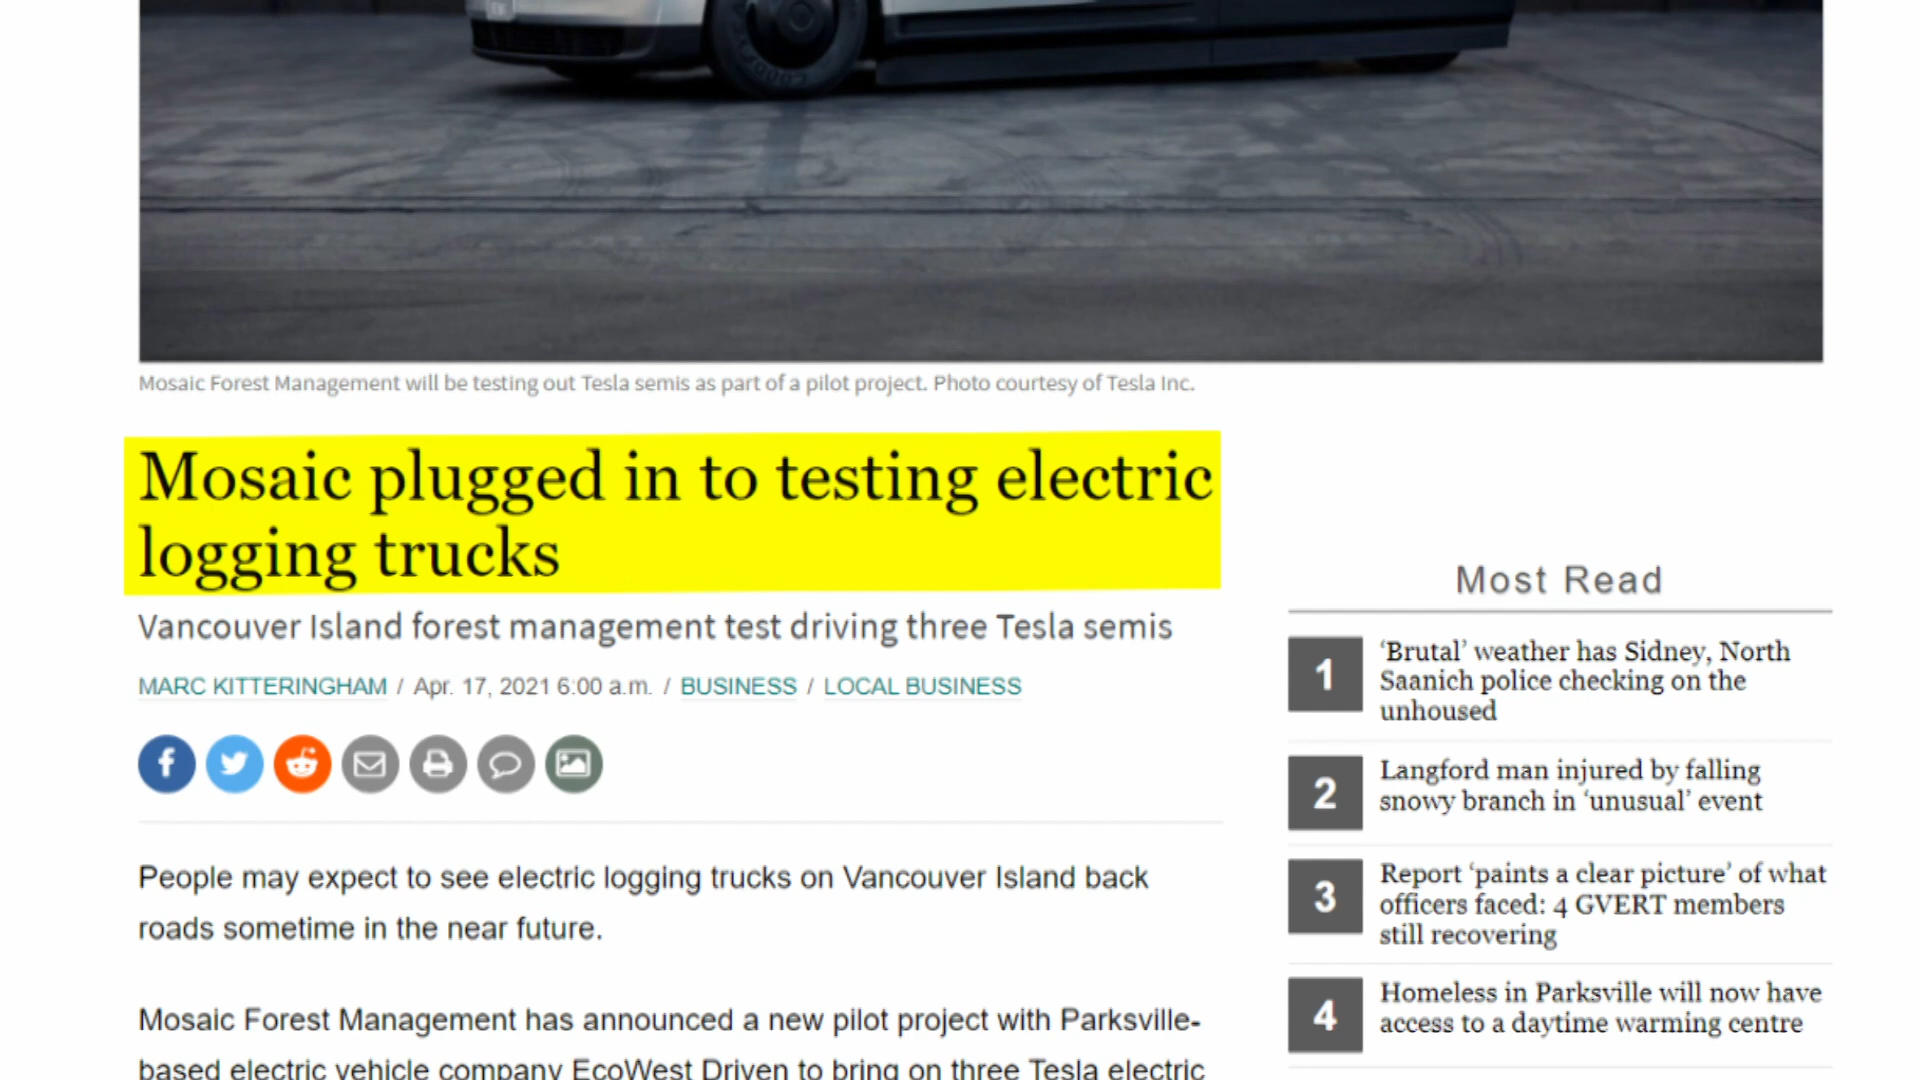 Mosaic Forest Management will be testing out Tesla semis as part of a pilot project. Photo courtesy of Tesla Inc.
Mosaic plugged in to testing electric
logging trucks
Vancouver Island forest management test driving three Tesla semis
MARC KITTERINGHAM / Apr. 17, 2021 6:00 a.m. / BUSINESS / LOCAL BUSINESS
People may expect to see electric logging trucks on Vancouver Island back
roads sometime in the near future.
Mosaic Forest Management has announced a new pilot project with Parksville-
based electric vehicle company EcoWest Driven to bring on three Tesla electric
Most Read
1
‘Brutal’ weather has Sidney, North
Saanich police checking on the
unhoused
2
Langford man injured by falling
snowy branch in ‘unusual’ event
3
Report ‘paints a clear picture’ of what
officers faced: 4 GVERT members
still recovering
4
Homeless in Parksville will now have
access to a daytime warming centre